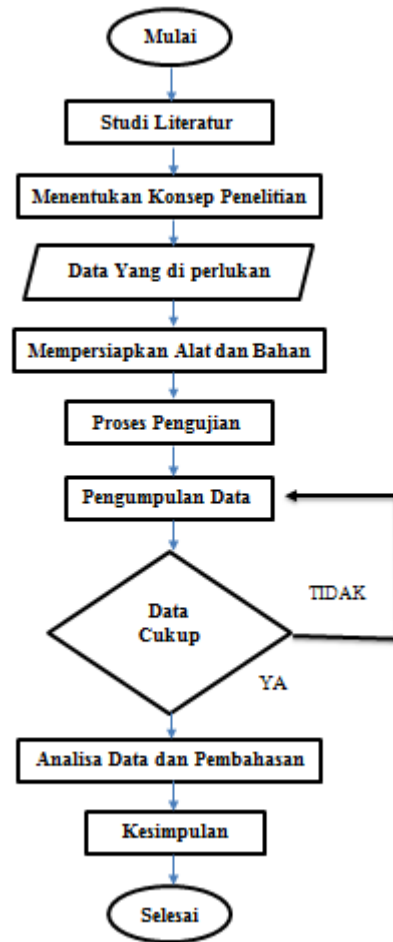 Mulai
Studi Literatur
Menentukan Konsep Penelitian
Data Yang di perlukan
Mempersiapkan Alat dan Bahan
Proses Pengujian
Pengumpulan Data
Data
Cukup
TIDAK
YA
Analisa Data dan Pembahasan
Kesimpulan
Selesai